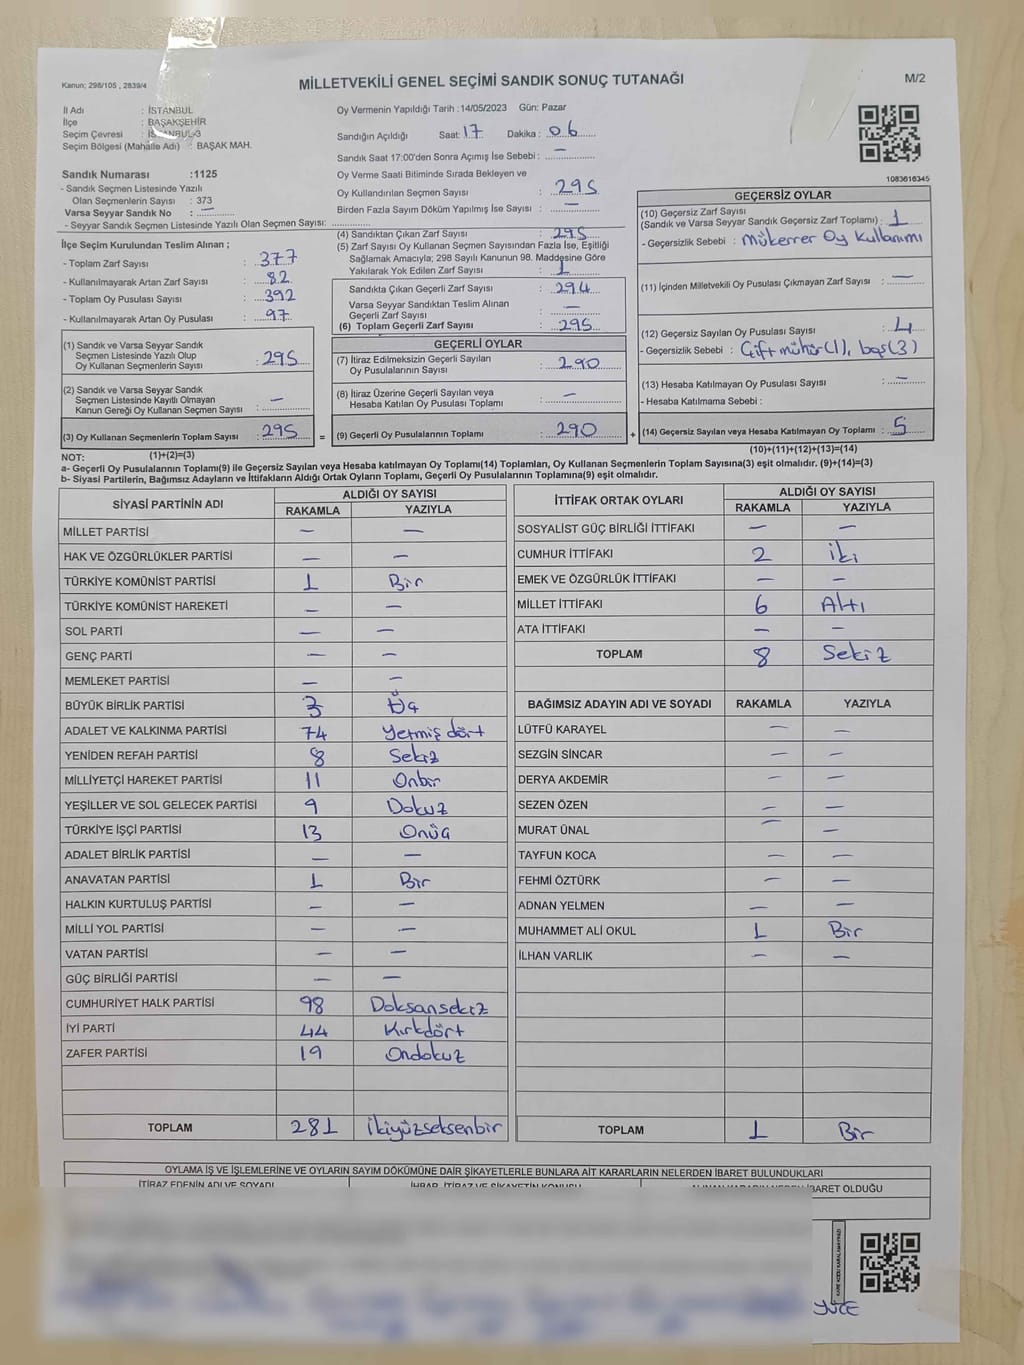 Kanun; 298/105 , 2839/4
MİLLETVEKİLİ GENEL SEÇİMİ SANDIK SONUÇ TUTANAĞI
M/2
İl Adı : İSTANBUL
İlçe : BAŞAKŞEHİR
Seçim Çevresi : İSTANBUL-3
Seçim Bölgesi (Mahalle Adı) : BAŞAK MAH.
Oy Vermenin Yapıldığı Tarih :14/05/2023 Gün: Pazar
Sandığın Açıldığı Saat: 17 Dakika : 06
Sandık Saat 17:00'den Sonra Açımış İse Sebebi : —
Sandık Numarası :1125
- Sandık Seçmen Listesinde Yazılı
Olan Seçmenlerin Sayısı : 373
Varsa Seyyar Sandık No : —
- Seyyar Sandık Seçmen Listesinde Yazılı Olan Seçmen Sayısı:
Oy Verme Saati Bitiminde Sırada Bekleyen ve
Oy Kullandırılan Seçmen Sayısı : 295
Birden Fazla Sayım Döküm Yapılmış İse Sayısı : —
1083616345
İlçe Seçim Kurulundan Teslim Alınan ;
- Toplam Zarf Sayısı : 377
- Kullanılmayarak Artan Zarf Sayısı : 82
- Toplam Oy Pusulası Sayısı : 392
- Kullanılmayarak Artan Oy Pusulası : 97
(4) Sandıktan Çıkan Zarf Sayısı : 295
(5) Zarf Sayısı Oy Kullanan Seçmen Sayısından Fazla İse, Eşitliği
Sağlamak Amacıyla; 298 Sayılı Kanunun 98. Maddesine Göre
Yakılarak Yok Edilen Zarf Sayısı : 1
Sandıkta Çıkan Geçerli Zarf Sayısı : 294
Varsa Seyyar Sandıktan Teslim Alınan
Geçerli Zarf Sayısı : —
(6) Toplam Geçerli Zarf Sayısı : 295
GEÇERSİZ OYLAR
(10) Geçersiz Zarf Sayısı
(Sandık ve Varsa Seyyar Sandık Geçersiz Zarf Toplamı) : 1
- Geçersizlik Sebebi : Mükerrer Oy Kullanımı
(11) İçinden Milletvekili Oy Pusulası Çıkmayan Zarf Sayısı : —
(12) Geçersiz Sayılan Oy Pusulası Sayısı : 4
- Geçersizlik Sebebi : Çift mühür(1), boş(3)
(13) Hesaba Katılmayan Oy Pusulası Sayısı : —
- Hesaba Katılmama Sebebi :
(14) Geçersiz Sayılan veya Hesaba Katılmayan Oy Toplamı : 5
(1) Sandık ve Varsa Seyyar Sandık
Seçmen Listesinde Yazılı Olup
Oy Kullanan Seçmenlerin Sayısı : 295
(2) Sandık ve Varsa Seyyar Sandık
Seçmen Listesinde Kayıtlı Olmayan
Kanun Gereği Oy Kullanan Seçmen Sayısı : —
(3) Oy Kullanan Seçmenlerin Toplam Sayısı : 295 =
GEÇERLİ OYLAR
(7) İtiraz Edilmeksizin Geçerli Sayılan
Oy Pusulalarının Sayısı : 290
(8) İtiraz Üzerine Geçerli Sayılan veya
Hesaba Katılan Oy Pusulası Toplamı : —
(9) Geçerli Oy Pusulalarının Toplamı : 290 +
NOT: (1)+(2)=(3)
(10)+(11)+(12)+(13)=(14)
a- Geçerli Oy Pusulalarının Toplamı(9) ile Geçersiz Sayılan veya Hesaba katılmayan Oy Toplamı(14) Toplamları, Oy Kullanan Seçmenlerin Toplam Sayısına(3) eşit olmalıdır. (9)+(14)=(3)
b- Siyasi Partilerin, Bağımsız Adayların ve İttifakların Aldığı Ortak Oyların Toplamı, Geçerli Oy Pusulalarının Toplamına(9) eşit olmalıdır.
SİYASİ PARTİNİN ADI ALDIĞI OY SAYISI
RAKAMLA YAZIYLA
MİLLET PARTİSİ — —
HAK VE ÖZGÜRLÜKLER PARTİSİ — —
TÜRKİYE KOMÜNİST PARTİSİ 1 Bir
TÜRKİYE KOMÜNİST HAREKETİ — —
SOL PARTİ — —
GENÇ PARTİ — —
MEMLEKET PARTİSİ — —
BÜYÜK BİRLİK PARTİSİ 3 Üç
ADALET VE KALKINMA PARTİSİ 74 Yetmiş dört
YENİDEN REFAH PARTİSİ 8 Sekiz
MİLLİYETÇİ HAREKET PARTİSİ 11 Onbir
YEŞİLLER VE SOL GELECEK PARTİSİ 9 Dokuz
TÜRKİYE İŞÇİ PARTİSİ 13 Onüç
ADALET BİRLİK PARTİSİ — —
ANAVATAN PARTİSİ 1 Bir
HALKIN KURTULUŞ PARTİSİ — —
MİLLİ YOL PARTİSİ — —
VATAN PARTİSİ — —
GÜÇ BİRLİĞİ PARTİSİ — —
CUMHURİYET HALK PARTİSİ 98 Doksansekiz
İYİ PARTİ 44 Kırkdört
ZAFER PARTİSİ 19 Ondokuz
TOPLAM 281 İkiyüzseksenbir
İTTİFAK ORTAK OYLARI ALDIĞI OY SAYISI
RAKAMLA YAZIYLA
SOSYALİST GÜÇ BİRLİĞİ İTTİFAKI — —
CUMHUR İTTİFAKI 2 İki
EMEK VE ÖZGÜRLÜK İTTİFAKI — —
MİLLET İTTİFAKI 6 Altı
ATA İTTİFAKI — —
TOPLAM 8 Sekiz
BAĞIMSIZ ADAYIN ADI VE SOYADI RAKAMLA YAZIYLA
LÜTFÜ KARAYEL — —
SEZGİN SİNCAR — —
DERYA AKDEMİR — —
SEZEN ÖZEN — —
MURAT ÜNAL — —
TAYFUN KOCA — —
FEHMİ ÖZTÜRK — —
ADNAN YELMEN — —
MUHAMMET ALİ OKUL 1 Bir
İLHAN VARLIK — —
TOPLAM 1 Bir
OYLAMA İŞ VE İŞLEMLERİNE VE OYLARIN SAYIM DÖKÜMÜNE DAİR ŞİKAYETLERLE BUNLARA AİT KARARLARIN NELERDEN İBARET BULUNDUKLARI
İTİRAZ EDENİN ADI VE SOYADI İHBAR, İTİRAZ VE ŞİKAYETİN KONUSU İBARET OLDUĞU
KARE KODU KARALAMAYINIZ!
YÜCE